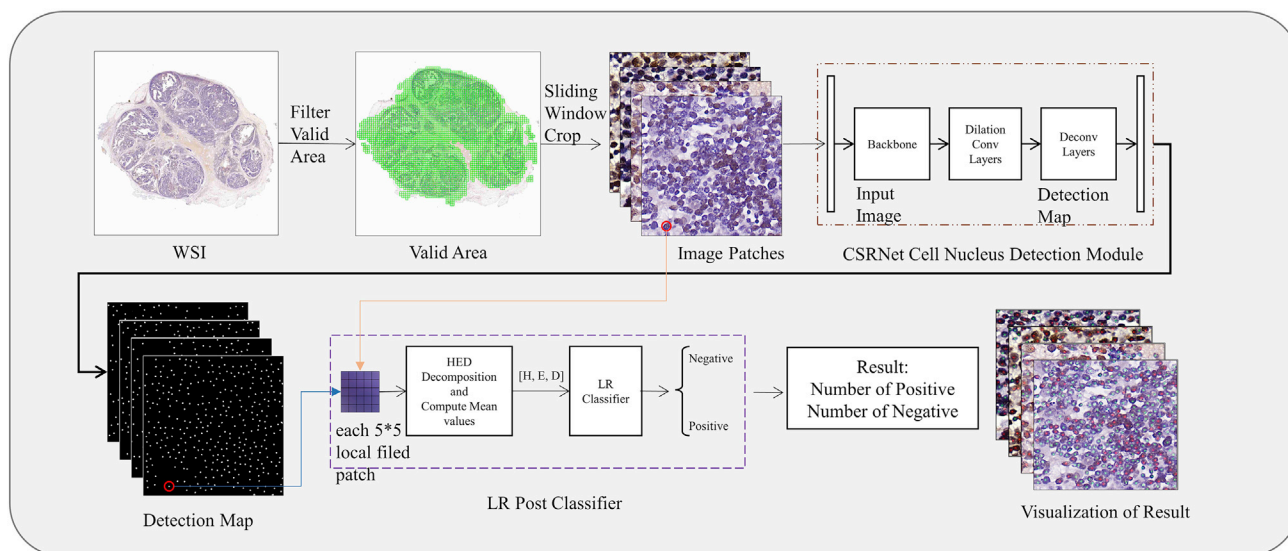 WSI
Filter
Valid
Area
Valid Area
Sliding
Window
Crop
Image Patches
Backbone
Dilation
Conv
Layers
Deconv
Layers
Input
Image
Detection
Map
CSRNet Cell Nucleus Detection Module
Detection Map
each 5*5
local filed
patch
HED
Decomposition
and
Compute Mean
values
[H, E, D]
LR
Classifier
Negative
Positive
LR Post Classifier
Result:
Number of Positive
Number of Negative
Visualization of Result